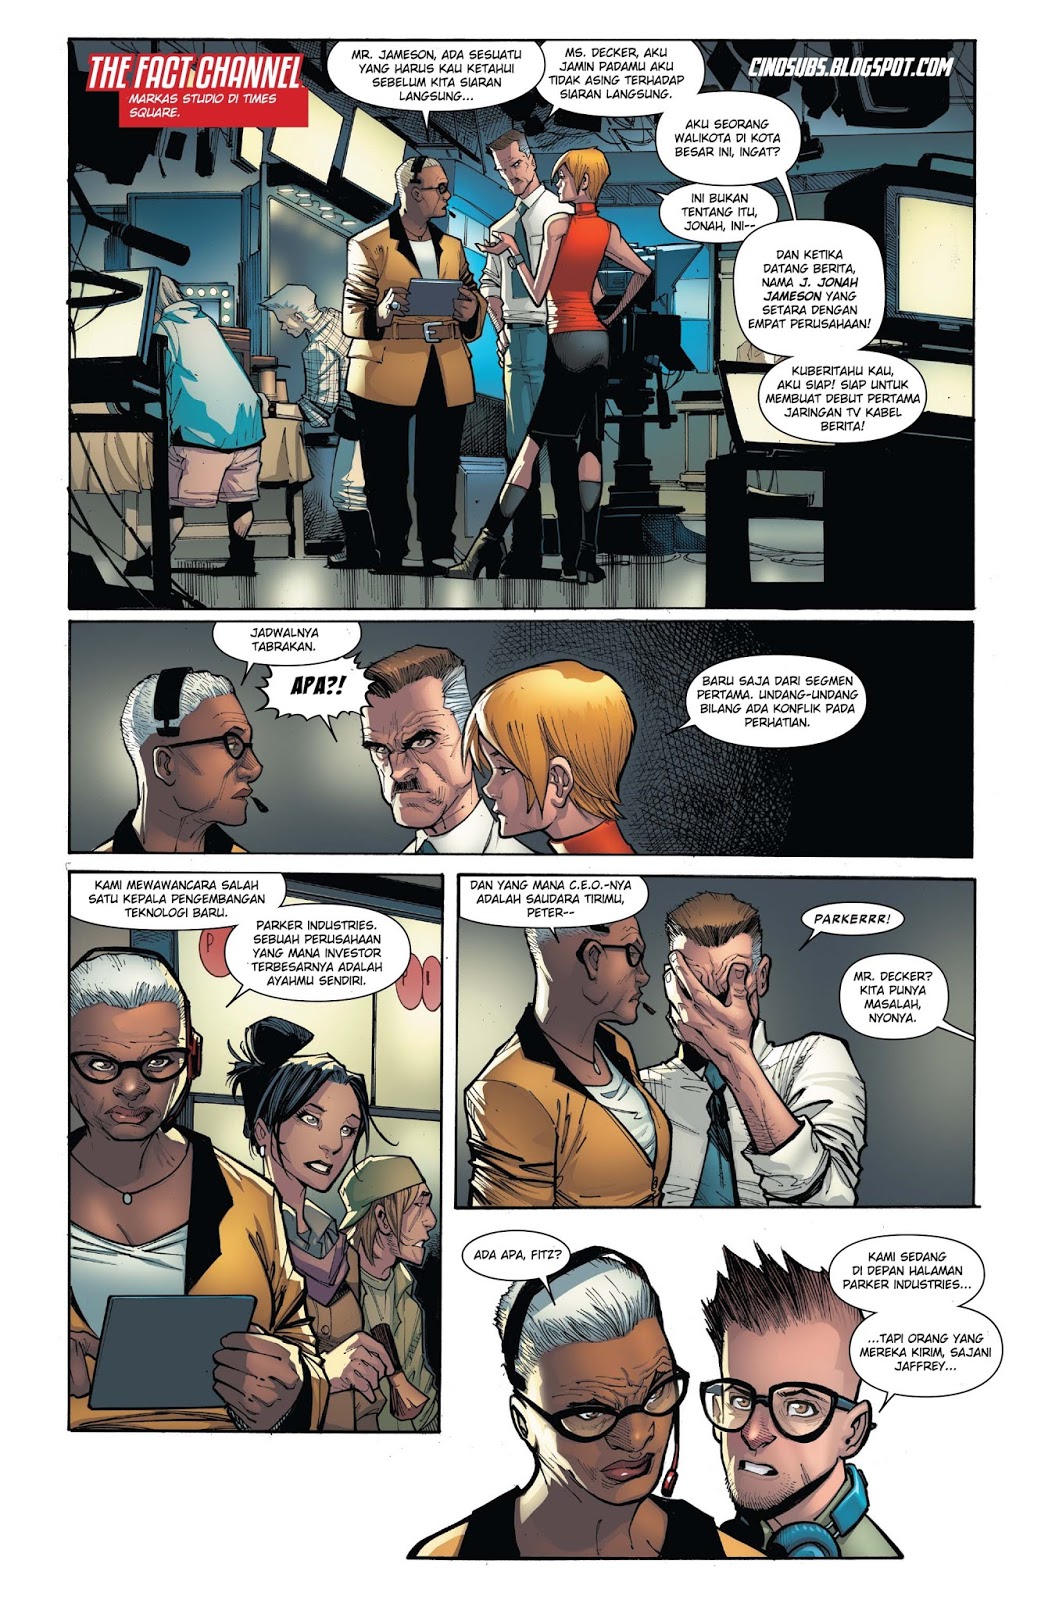 THE FACT CHANNEL
MARKAS STUDIO DI TIMES
SQUARE.
MR. JAMESON, ADA SESUATU
YANG HARUS KAU KETAHUI
SEBELUM KITA SIARAN
LANGSUNG...
MS. DECKER, AKU
JAMIN PADAMU AKU
TIDAK ASING TERHADAP
SIARAN LANGSUNG.
CINOSUBS.BLOGSPOT.COM
AKU SEORANG
WALIKOTA DI KOTA
BESAR INI, INGAT?
INI BUKAN
TENTANG ITU,
JONAH, INI--
DAN KETIKA
DATANG BERITA,
NAMA J. JONAH
JAMESON YANG
SETARA DENGAN
EMPAT PERUSAHAAN!
KUBERITAHU KAU,
AKU SIAP! SIAP UNTUK
MEMBUAT DEBUT PERTAMA
JARINGAN TV KABEL
BERITA!
JADWALNYA
TABRAKAN.
APA?!
BARU SAJA DARI SEGMEN
PERTAMA. UNDANG-UNDANG
BILANG ADA KONFLIK PADA
PERHATIAN.
KAMI MEWAWANCARA SALAH
SATU KEPALA PENGEMBANGAN
TEKNOLOGI BARU.
PARKER INDUSTRIES.
SEBUAH PERUSAHAAN
YANG MANA INVESTOR
TERBESARNYA ADALAH
AYAHMU SENDIRI.
P
P I
DAN YANG MANA C.E.O.-NYA
ADALAH SAUDARA TIRIMU,
PETER--
PARKERRR!
MR. DECKER?
KITA PUNYA
MASALAH,
NYONYA.
ADA APA, FITZ?
KAMI SEDANG
DI DEPAN HALAMAN
PARKER INDUSTRIES...
...TAPI ORANG YANG
MEREKA KIRIM, SAJANI
JAFFREY...